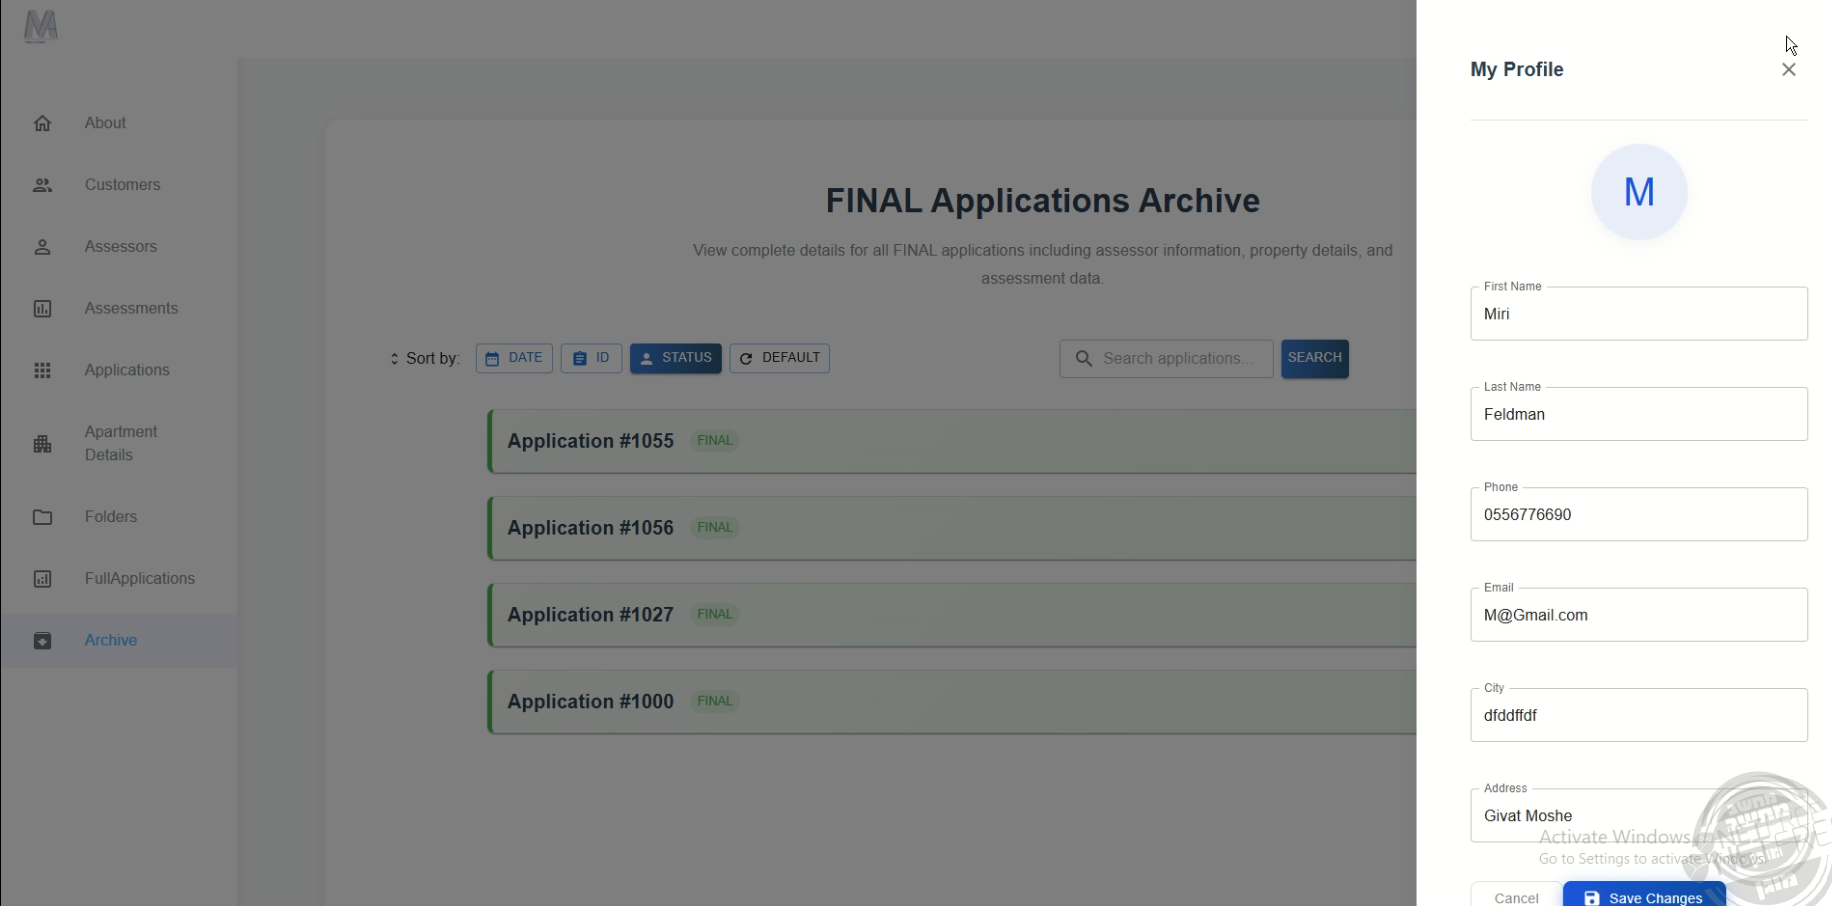 M
About
Customers
Assessors
Assessments
Applications
Apartment
Details
Folders
FullApplications
Archive
FINAL Applications Archive
View complete details for all FINAL applications including assessor information, property details, and
assessment data.
Sort by: DATE ID STATUS DEFAULT Search applications... SEARCH
Application #1055 FINAL
Application #1056 FINAL
Application #1027 FINAL
Application #1000 FINAL
My Profile
M
First Name
Miri
Last Name
Feldman
Phone
0556776690
Email
M@Gmail.com
City
dfddffdf
Address
Givat Moshe
Activate Windows
Go to Settings to activate Windows.
Cancel Save Changes